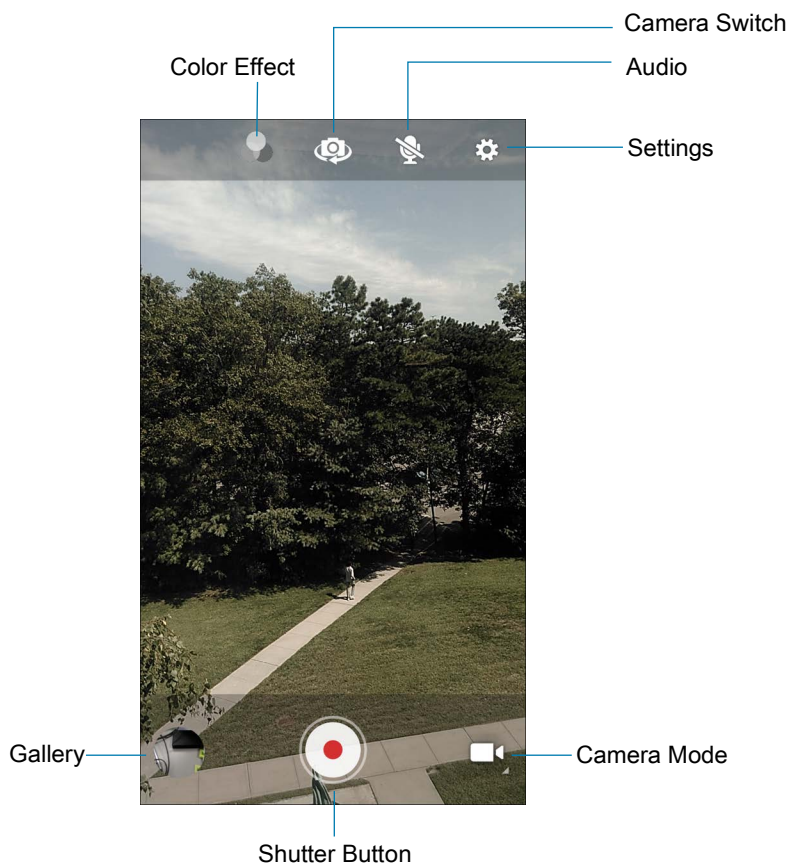 Camera Switch
Color Effect
Audio
Settings
Gallery
Camera Mode
Shutter Button